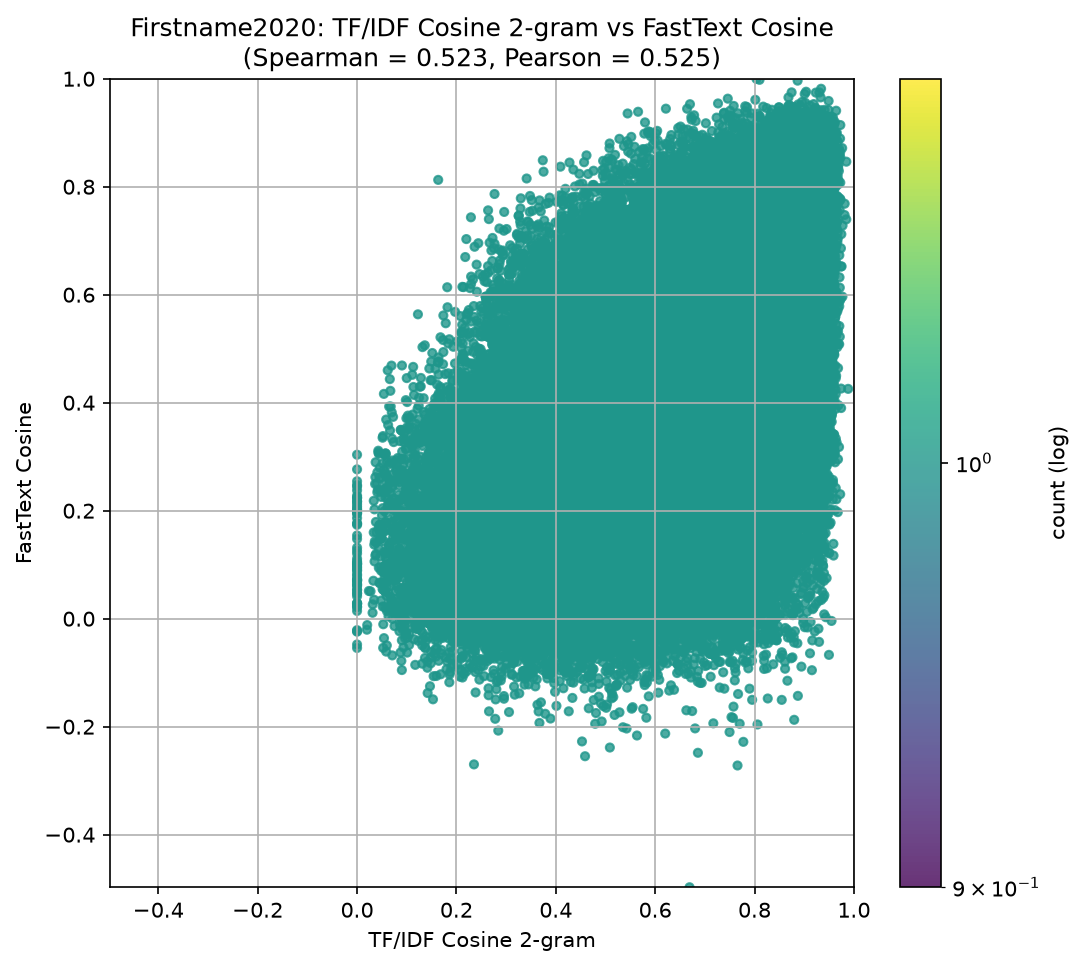 Firstname2020: TF/IDF Cosine 2-gram vs FastText Cosine
(Spearman = 0.523, Pearson = 0.525)
1.0
0.8
0.6
0.4
0.2
0.0
−0.2
−0.4
FastText Cosine
−0.4 −0.2 0.0 0.2 0.4 0.6 0.8 1.0
TF/IDF Cosine 2-gram
10⁰
9 × 10⁻¹
count (log)